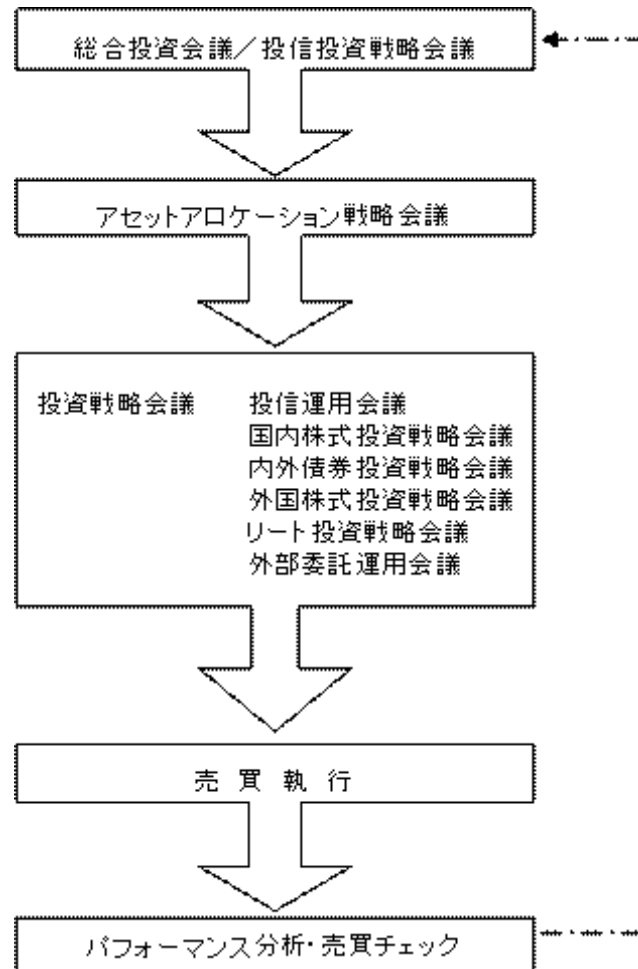 総合投資会議／投信投資戦略会議
アセットアロケーション戦略会議
投資戦略会議 投信運用会議
国内株式投資戦略会議
内外債券投資戦略会議
外国株式投資戦略会議
リート投資戦略会議
外部委託運用会議
売買執行
パフォーマンス分析・売買チェック